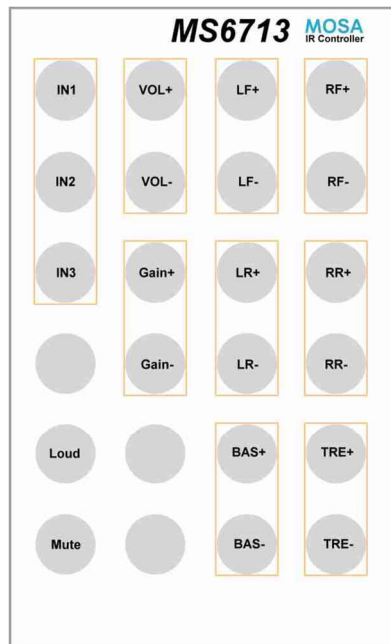 MS6713 MOSA
IR Controller
IN1 VOL+ LF+ RF+
IN2 VOL- LF- RF-
IN3 Gain+ LR+ RR+
Gain- LR- RR-
Loud BAS+ TRE+
Mute BAS- TRE-